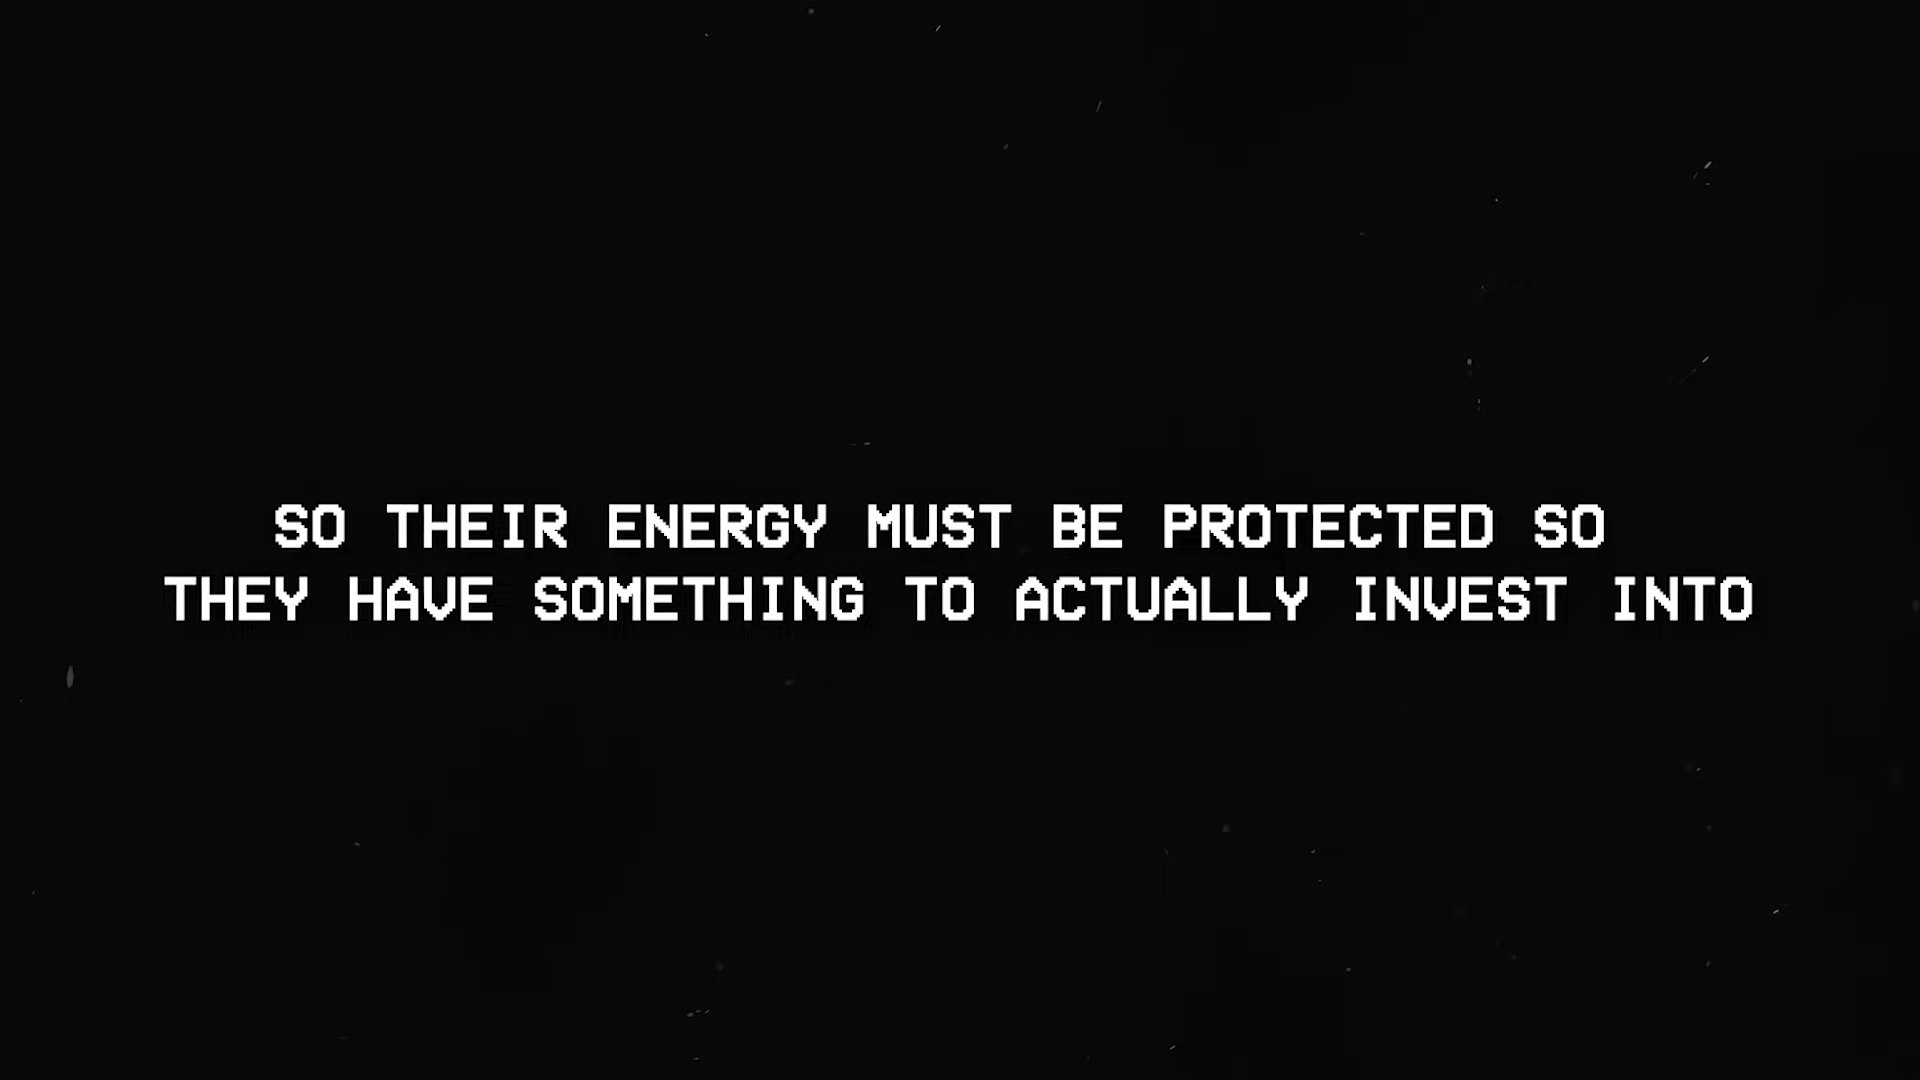 SO THEIR ENERGY MUST BE PROTECTED SO
THEY HAVE SOMETHING TO ACTUALLY INVEST INTO